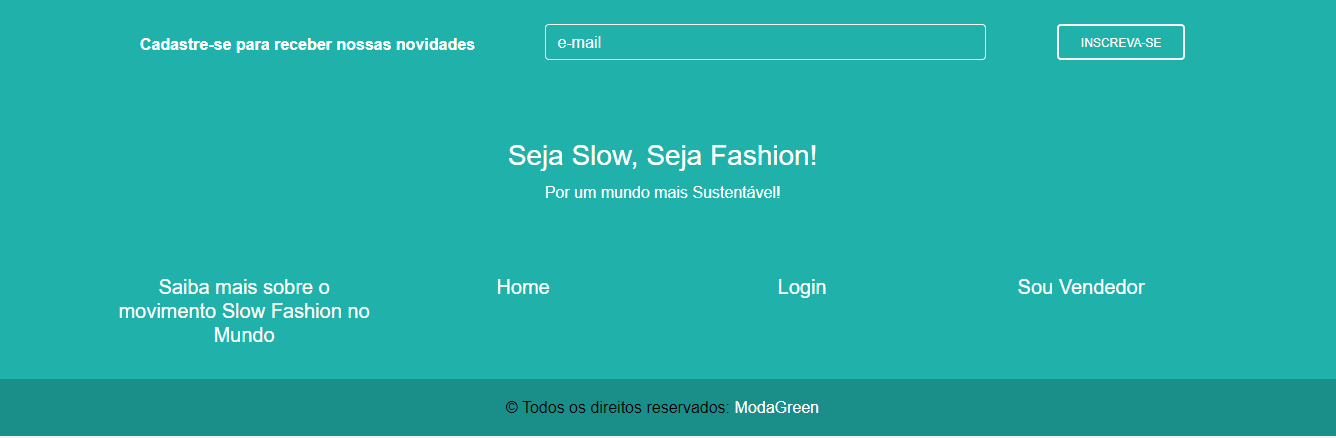 Cadastre-se para receber nossas novidades
e-mail
INSCREVA-SE
Seja Slow, Seja Fashion!
Por um mundo mais Sustentável!
Saiba mais sobre o
movimento Slow Fashion no
Mundo
Home
Login
Sou Vendedor
© Todos os direitos reservados: ModaGreen